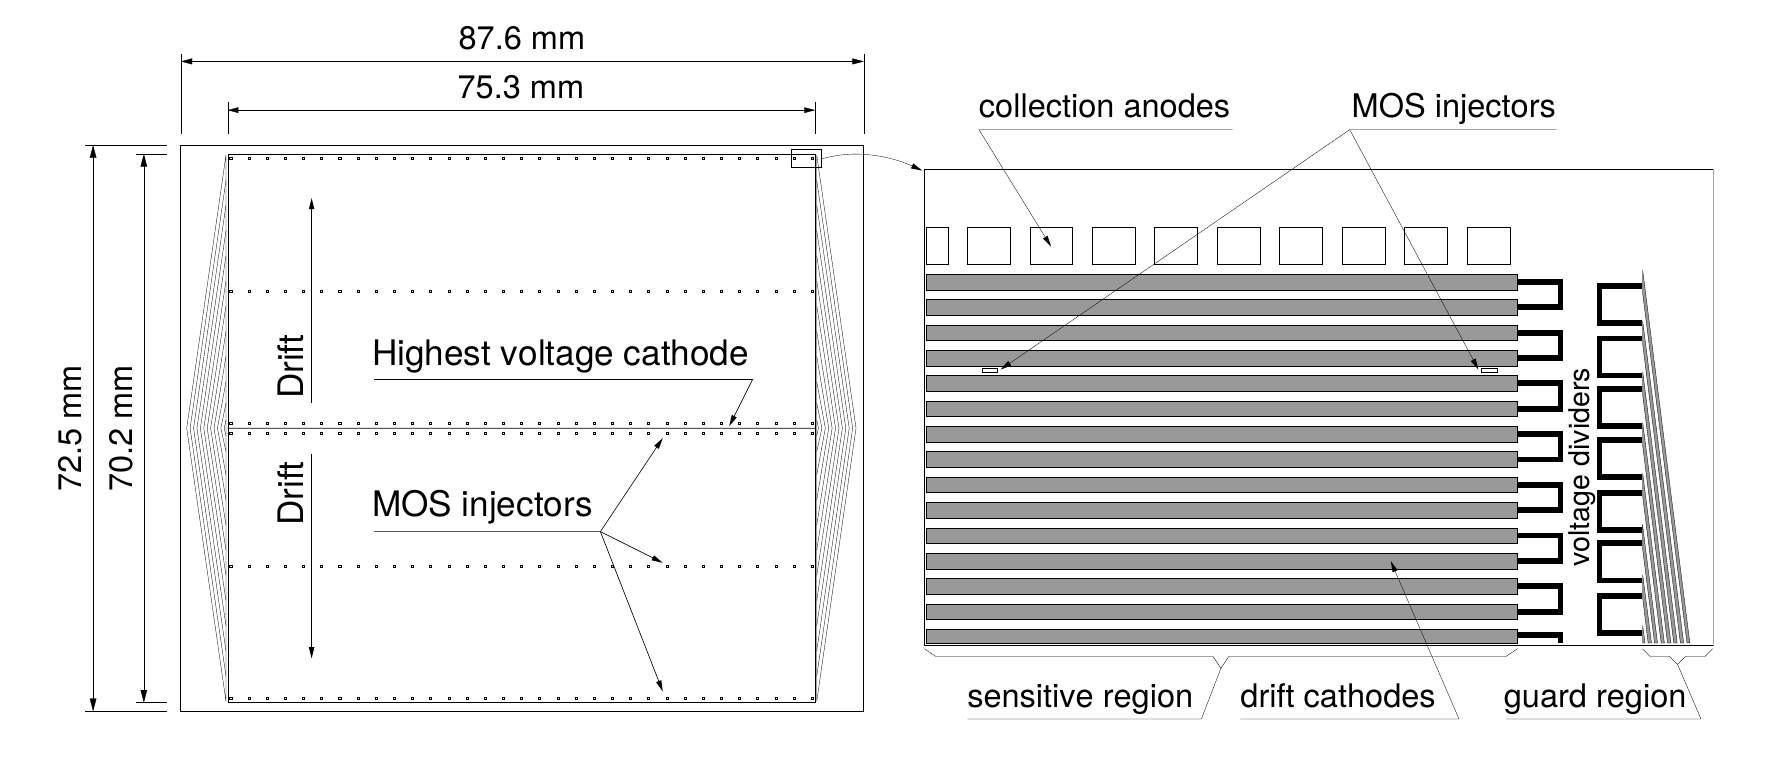 87.6 mm
75.3 mm
72.5 mm
70.2 mm
Drift
Highest voltage cathode
Drift
MOS injectors
collection anodes
MOS injectors
voltage dividers
sensitive region
drift cathodes
guard region